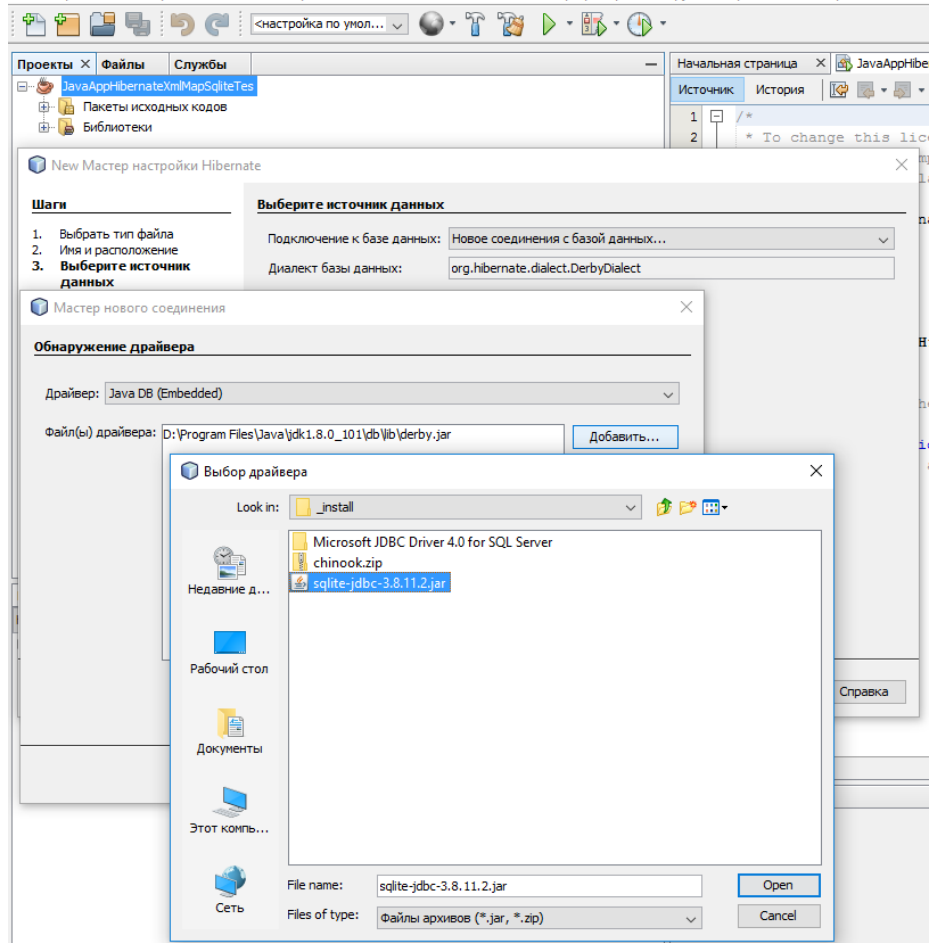 <настройка по умол...
Проекты
Файлы
Службы
Начальная страница
JavaAppHiber
JavaAppHibernateXmlMapSqliteTes
Источник
История
Пакеты исходных кодов
Библиотеки
1
/*
2
* To change this lice
New Мастер настройки Hibernate
Шаги
Выберите источник данных
1. Выбрать тип файла
2. Имя и расположение
3. Выберите источник
данных
Подключение к базе данных:
Новое соединения с базой данных...
Диалект базы данных:
org.hibernate.dialect.DerbyDialect
Мастер нового соединения
Обнаружение драйвера
Драйвер:
Java DB (Embedded)
Файл(ы) драйвера:
D:\Program Files\Java\jdk1.8.0_101\db\lib\derby.jar
Добавить...
Выбор драйвера
Look in:
_install
Microsoft JDBC Driver 4.0 for SQL Server
chinook.zip
sqlite-jdbc-3.8.11.2.jar
Недавние д...
Рабочий стол
Документы
Этот компь...
Сеть
Справка
File name:
sqlite-jdbc-3.8.11.2.jar
Open
Files of type:
Файлы архивов (*.jar, *.zip)
Cancel